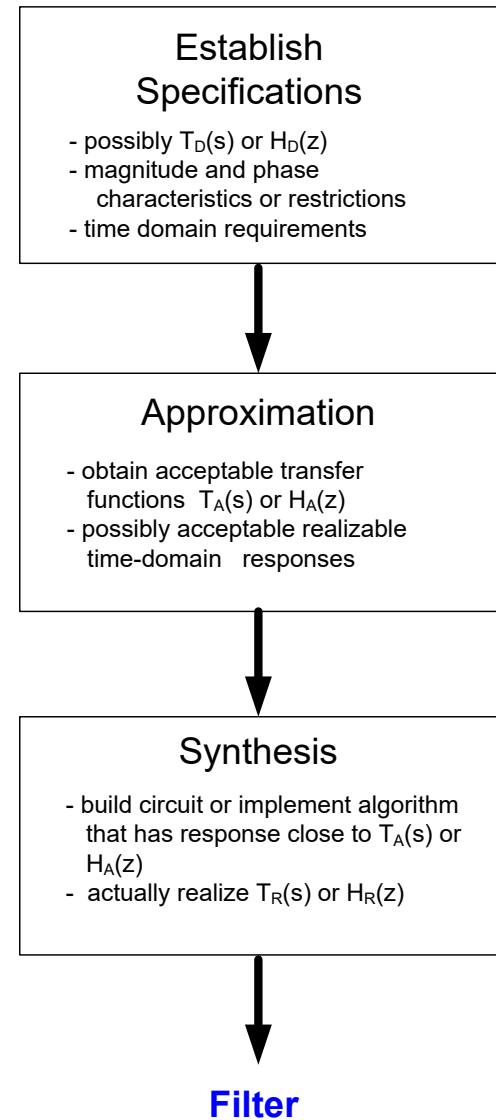 Establish
Specifications
- possibly T_D(s) or H_D(z)
- magnitude and phase
characteristics or restrictions
- time domain requirements
Approximation
- obtain acceptable transfer
functions T_A(s) or H_A(z)
- possibly acceptable realizable
time-domain responses
Synthesis
- build circuit or implement algorithm
that has response close to T_A(s) or
H_A(z)
- actually realize T_R(s) or H_R(z)
Filter